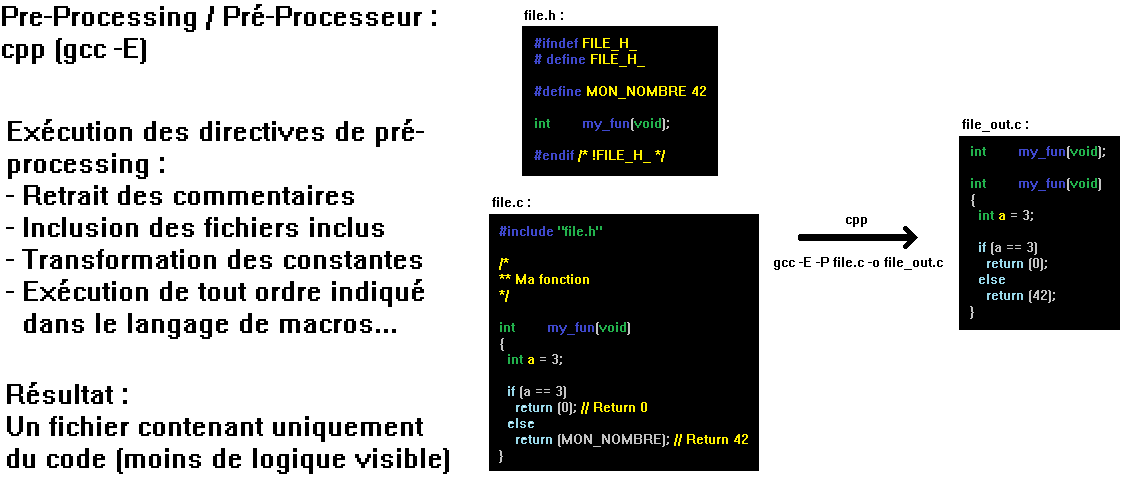 Pre-Processing / Pré-Processeur :
cpp (gcc -E)
Exécution des directives de pré-
processing :
- Retrait des commentaires
- Inclusion des fichiers inclus
- Transformation des constantes
- Exécution de tout ordre indiqué
dans le langage de macros...
Résultat :
Un fichier contenant uniquement
du code (moins de logique visible)
file.h :
#ifndef FILE_H_
# define FILE_H_
#define MON_NOMBRE 42
int my_fun(void);
#endif /* !FILE_H_ */
file.c :
#include "file.h"
/*
** Ma fonction
*/
int my_fun(void)
{
int a = 3;
if (a == 3)
return (0); // Return 0
else
return (MON_NOMBRE); // Return 42
}
cpp
gcc -E -P file.c -o file_out.c
file_out.c :
int my_fun(void);
int my_fun(void)
{
int a = 3;
if (a == 3)
return (0);
else
return (42);
}